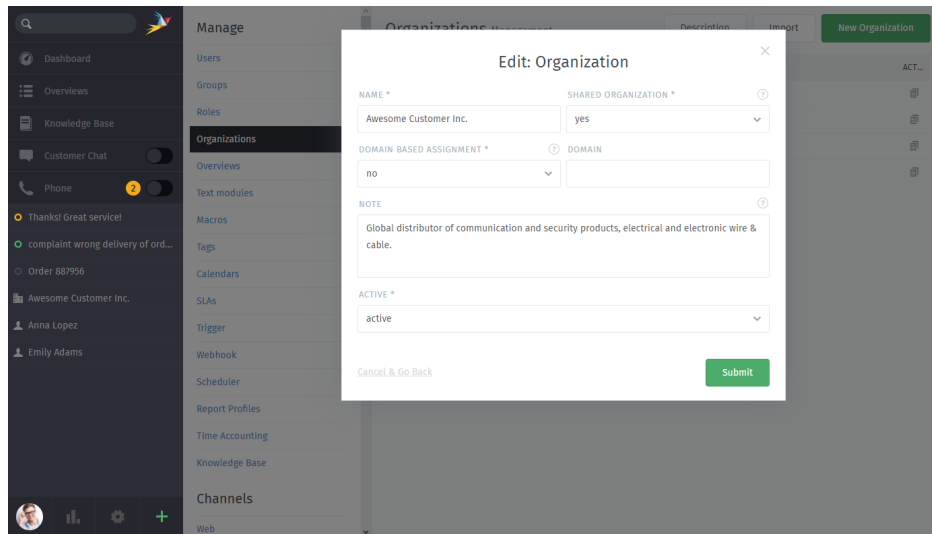 Dashboard
Overviews
Knowledge Base
Customer Chat
Phone 2
Thanks! Great service!
complaint wrong delivery of ord...
Order 887956
Awesome Customer Inc.
Anna Lopez
Emily Adams
Manage
Users
Groups
Roles
Organizations
Overviews
Text modules
Macros
Tags
Calendars
SLAs
Trigger
Webhook
Scheduler
Report Profiles
Time Accounting
Knowledge Base
Channels
Web
Organizations Management
Description
Import
New Organization
ACT...
Edit: Organization
×
NAME *
SHARED ORGANIZATION * ?
Awesome Customer Inc.
yes
DOMAIN BASED ASSIGNMENT * ?
DOMAIN
no
NOTE ?
Global distributor of communication and security products, electrical and electronic wire &
cable.
ACTIVE *
active
Cancel & Go Back
Submit